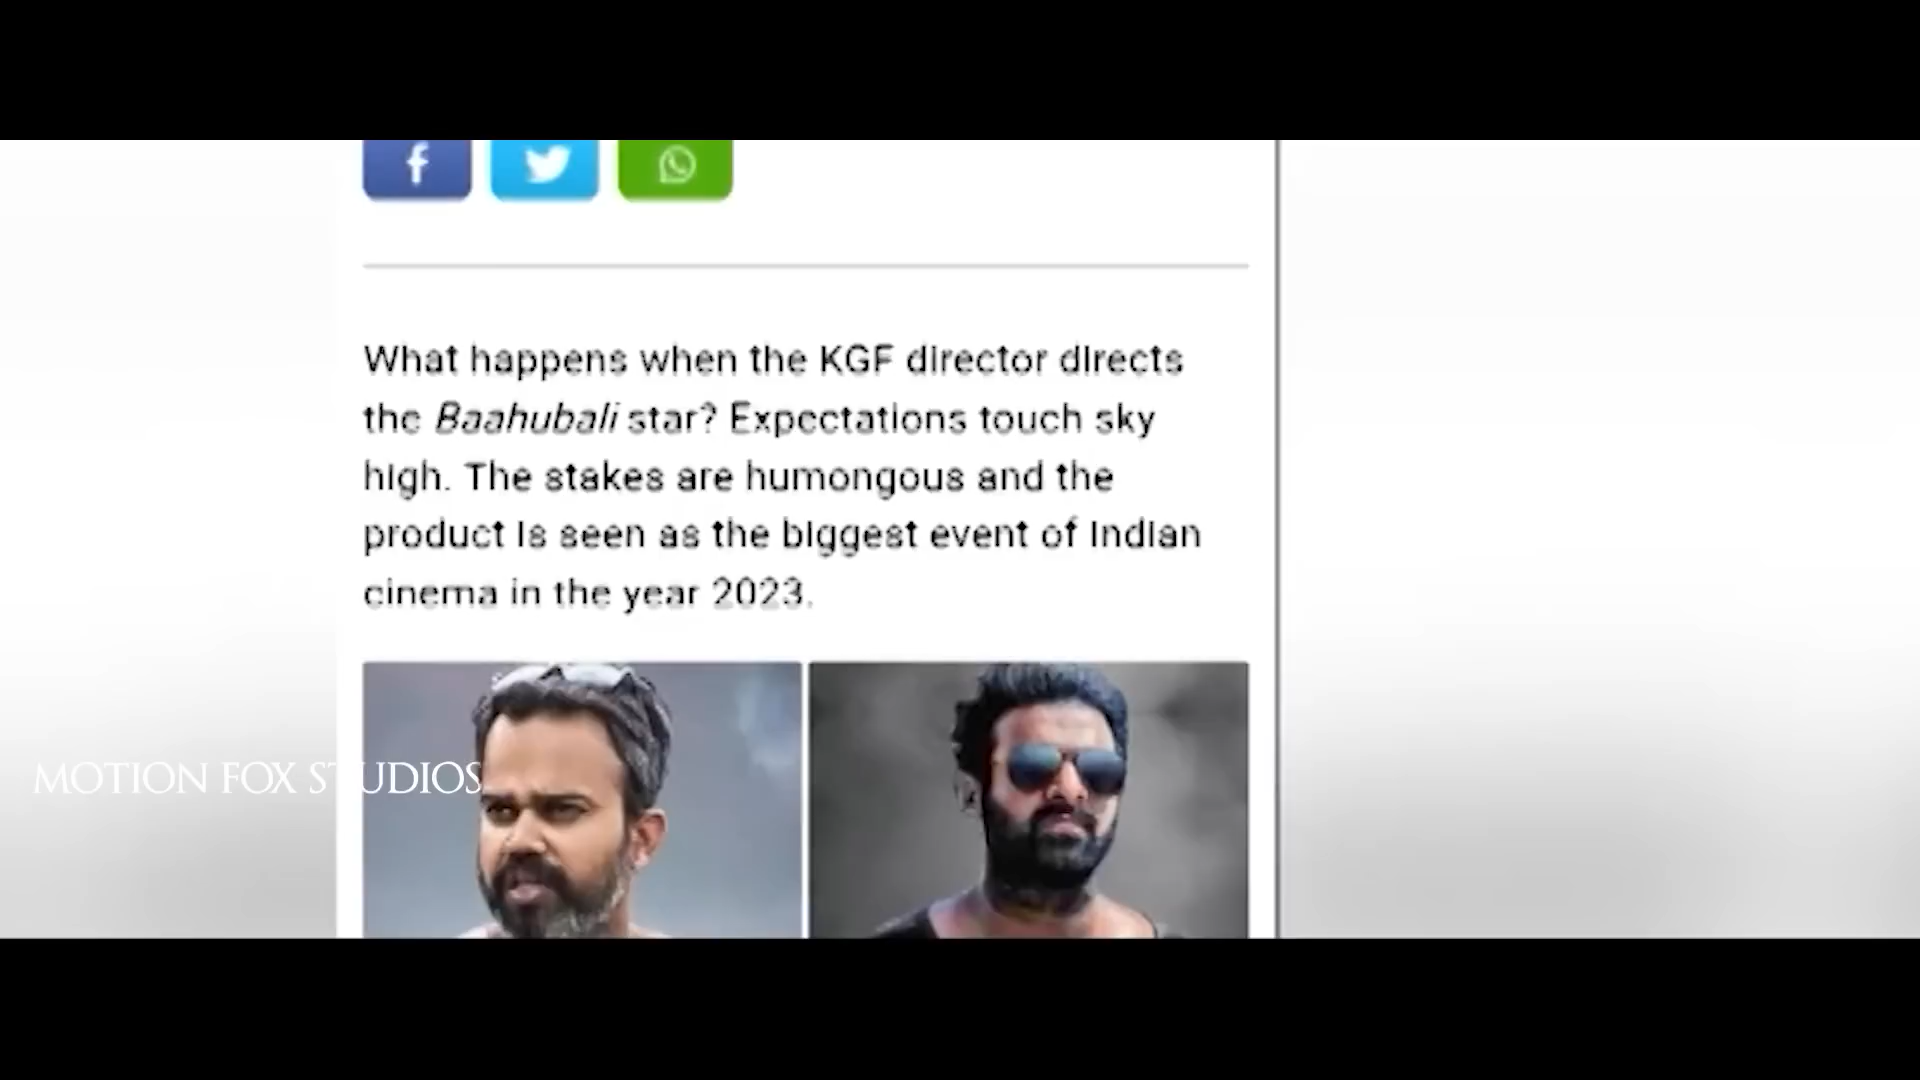 What happens when the KGF director directs
the Baahubali star? Expectations touch sky
high. The stakes are humongous and the
product is seen as the biggest event of Indian
cinema in the year 2023.
MOTION FOX STUDIOS